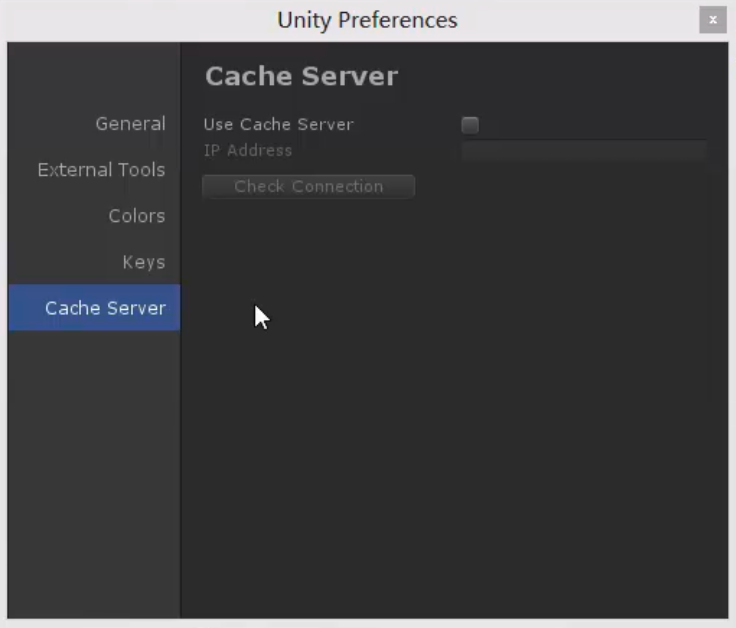 Unity Preferences
x
General
External Tools
Colors
Keys
Cache Server
Cache Server
Use Cache Server
IP Address
Check Connection